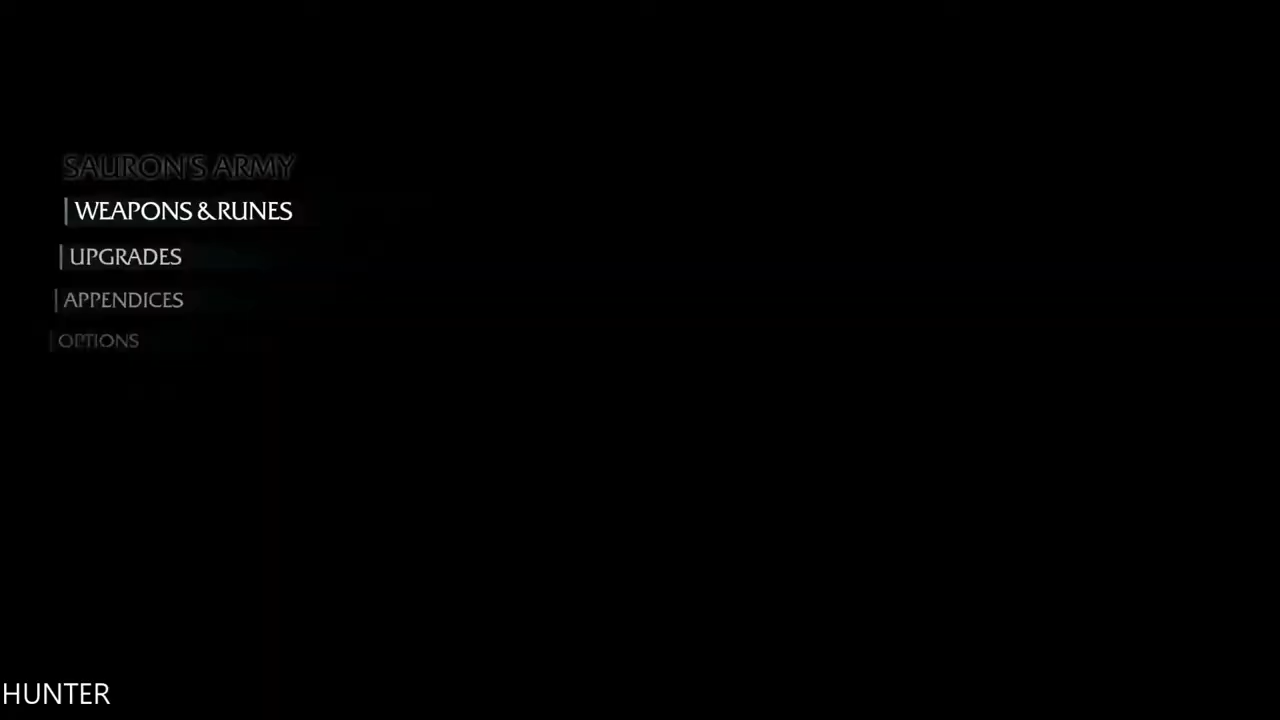 SAURON'S ARMY
WEAPONS & RUNES
UPGRADES
APPENDICES
OPTIONS
HUNTER